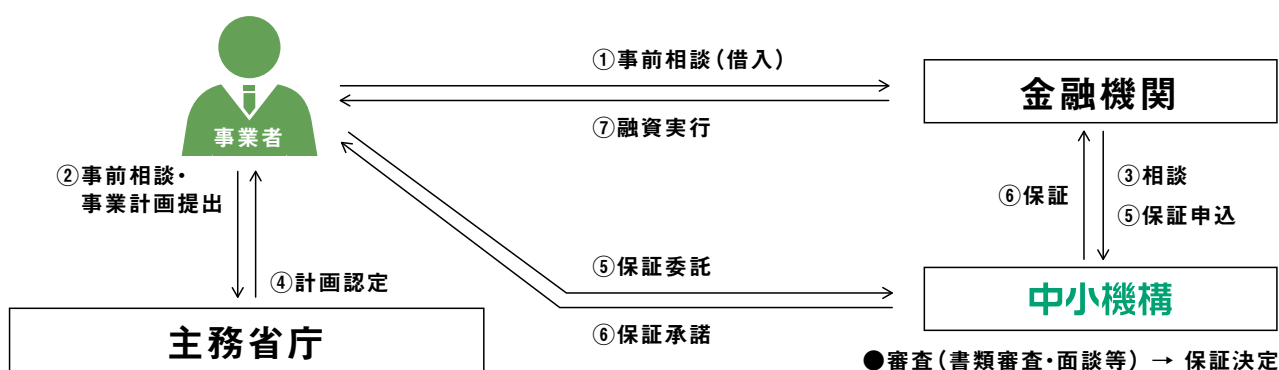 ①事前相談（借入）
金融機関
⑦融資実行
事業者
②事前相談・
事業計画提出
③相談
⑥保証
⑤保証申込
④計画認定
⑤保証委託
中小機構
⑥保証承諾
主務省庁
●審査（書類審査・面談等） → 保証決定